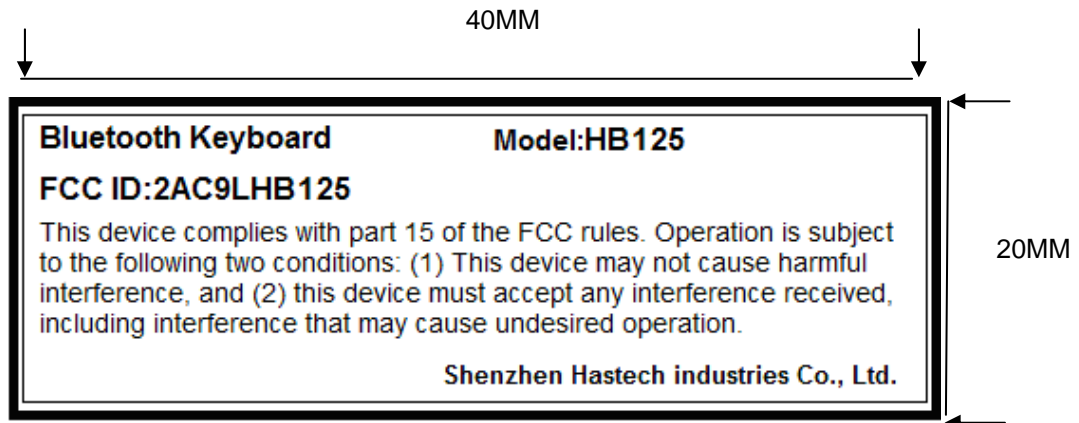 40MM
Bluetooth Keyboard Model:HB125
FCC ID:2AC9LHB125
This device complies with part 15 of the FCC rules. Operation is subject
to the following two conditions: (1) This device may not cause harmful
interference, and (2) this device must accept any interference received,
including interference that may cause undesired operation.
20MM
Shenzhen Hastech industries Co., Ltd.